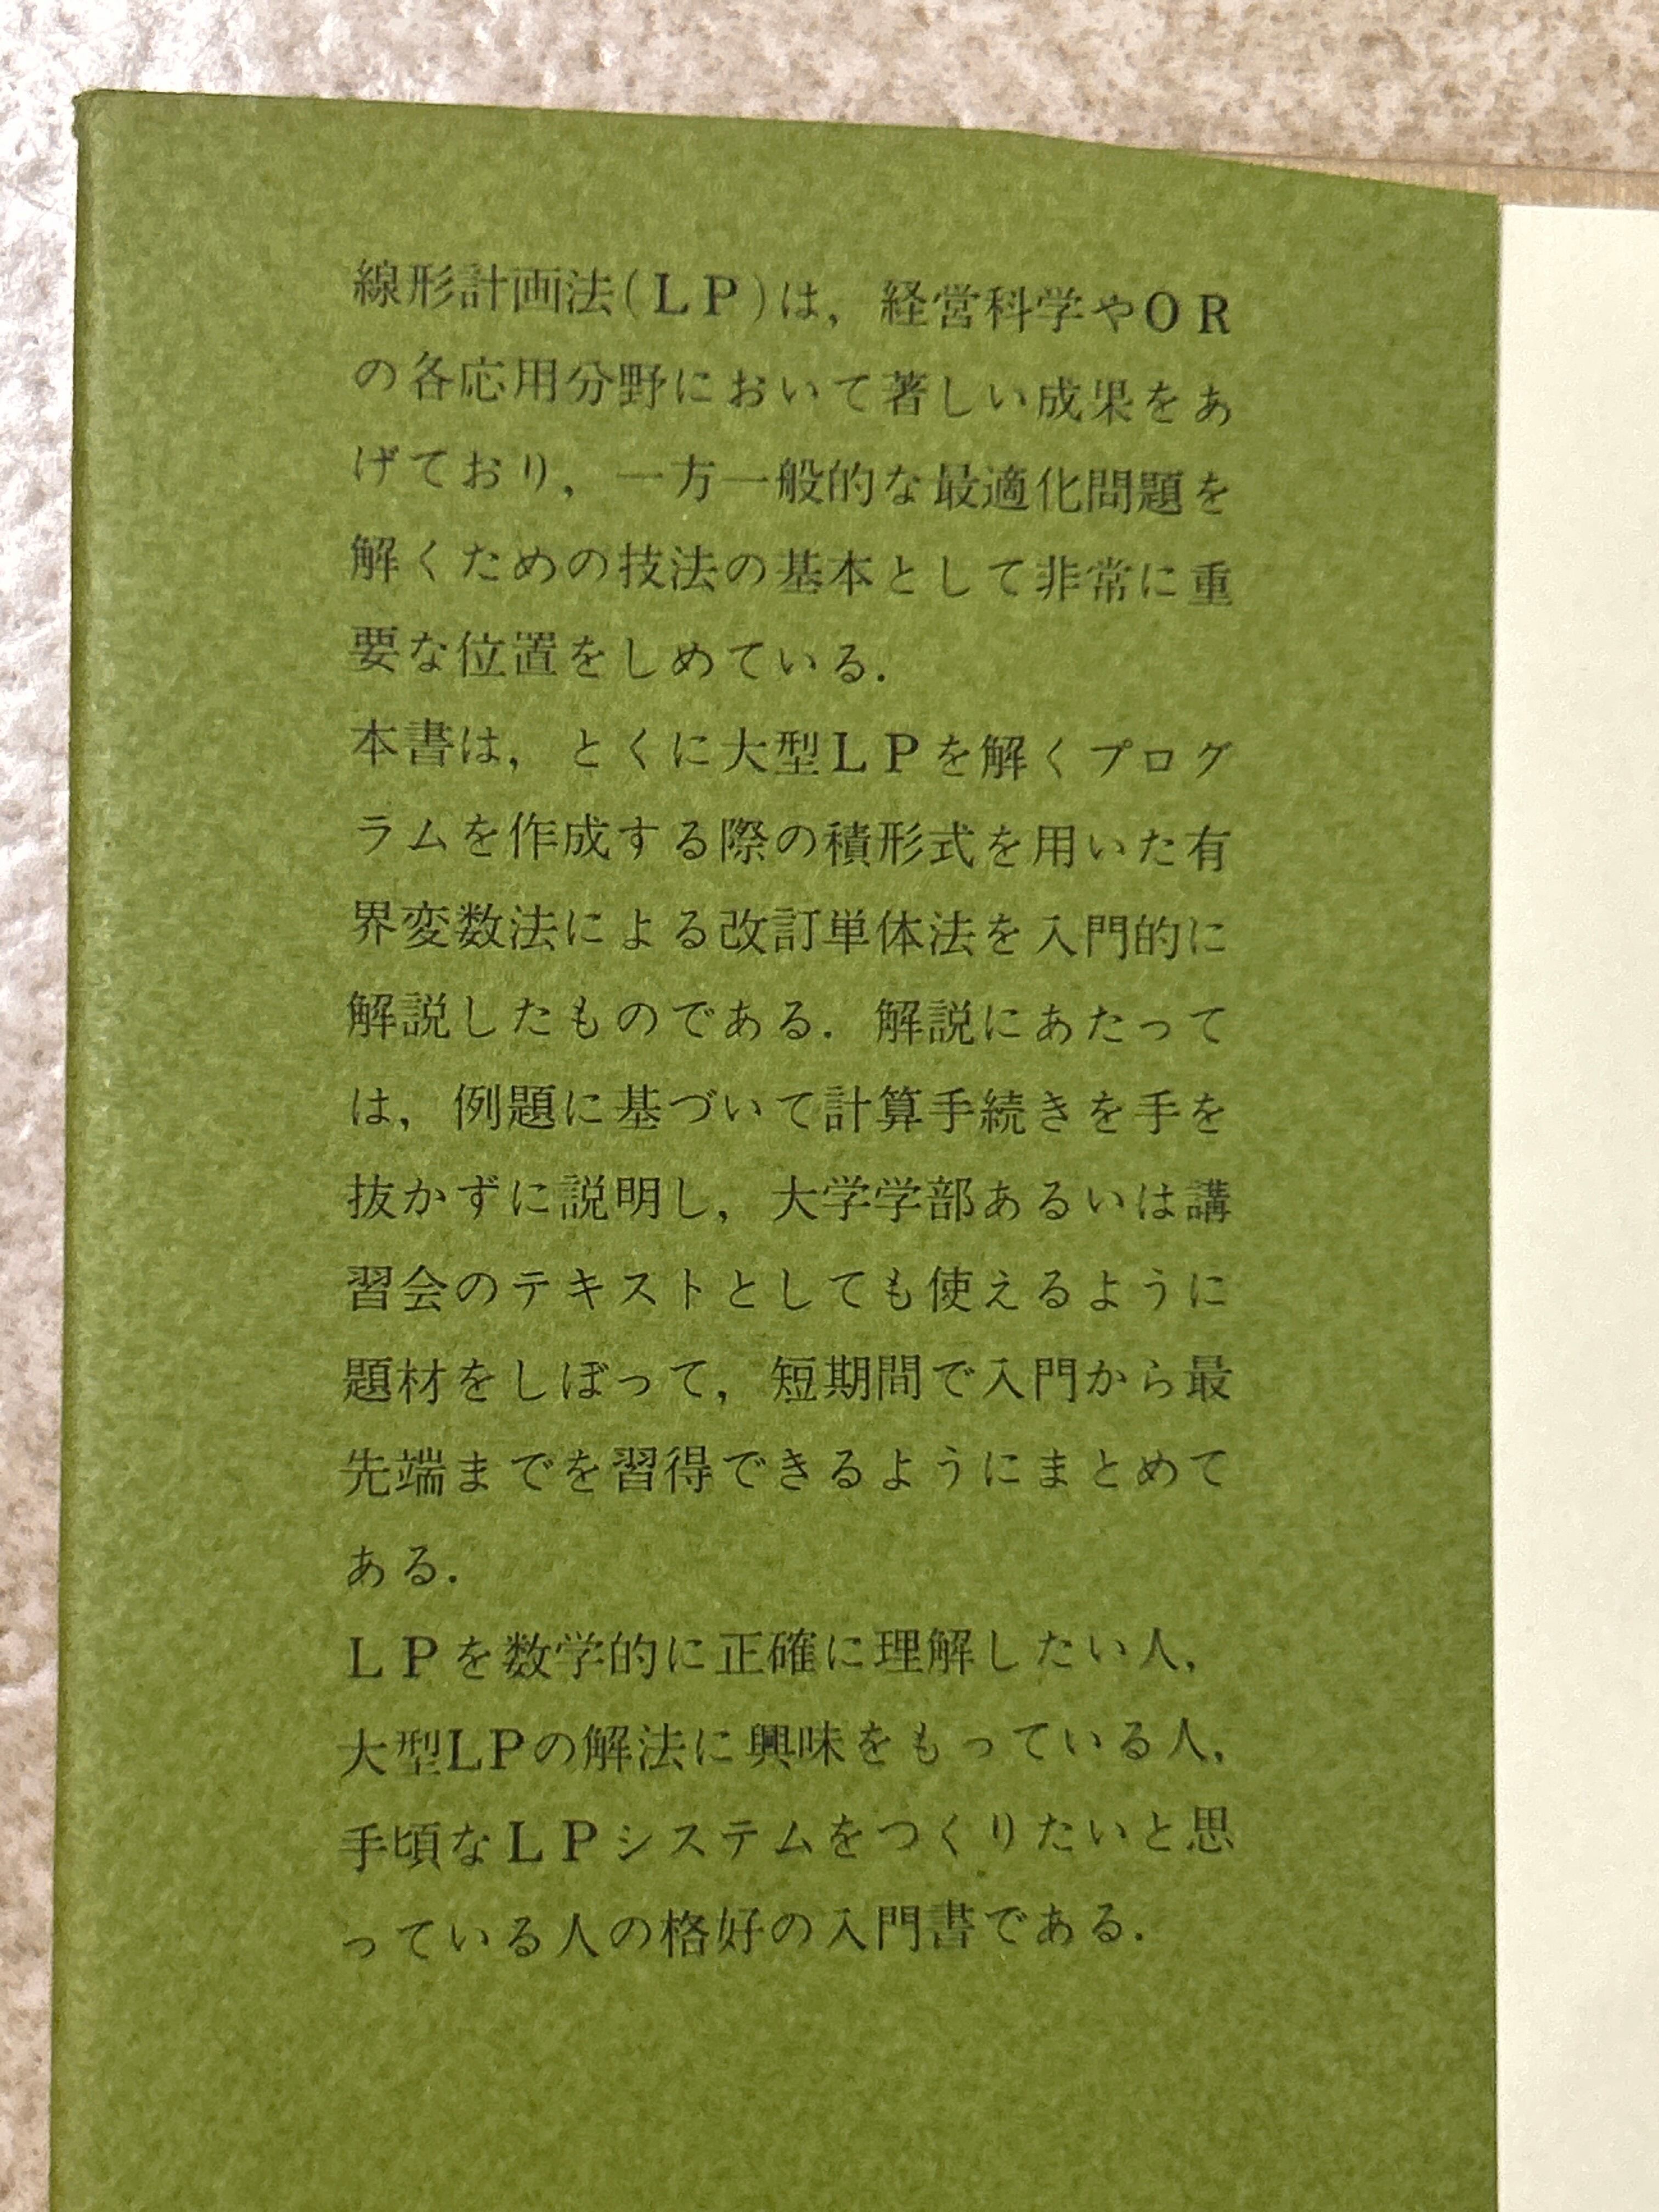 線形計画法(LP)は，経営科学やOR
の各応用分野において著しい成果をあ
げており，一方一般的な最適化問題を
解くための技法の基本として非常に重
要な位置をしめている．
本書は，とくに大型LPを解くプログ
ラムを作成する際の積形式を用いた有
界変数法による改訂単体法を入門的に
解説したものである．解説にあたって
は，例題に基づいて計算手続きを手を
抜かずに説明し，大学学部あるいは講
習会のテキストとしても使えるように
題材をしぼって，短期間で入門から最
先端までを習得できるようにまとめて
ある．
LPを数学的に正確に理解したい人，
大型LPの解法に興味をもっている人，
手頃なLPシステムをつくりたいと思
っている人の格好の入門書である．